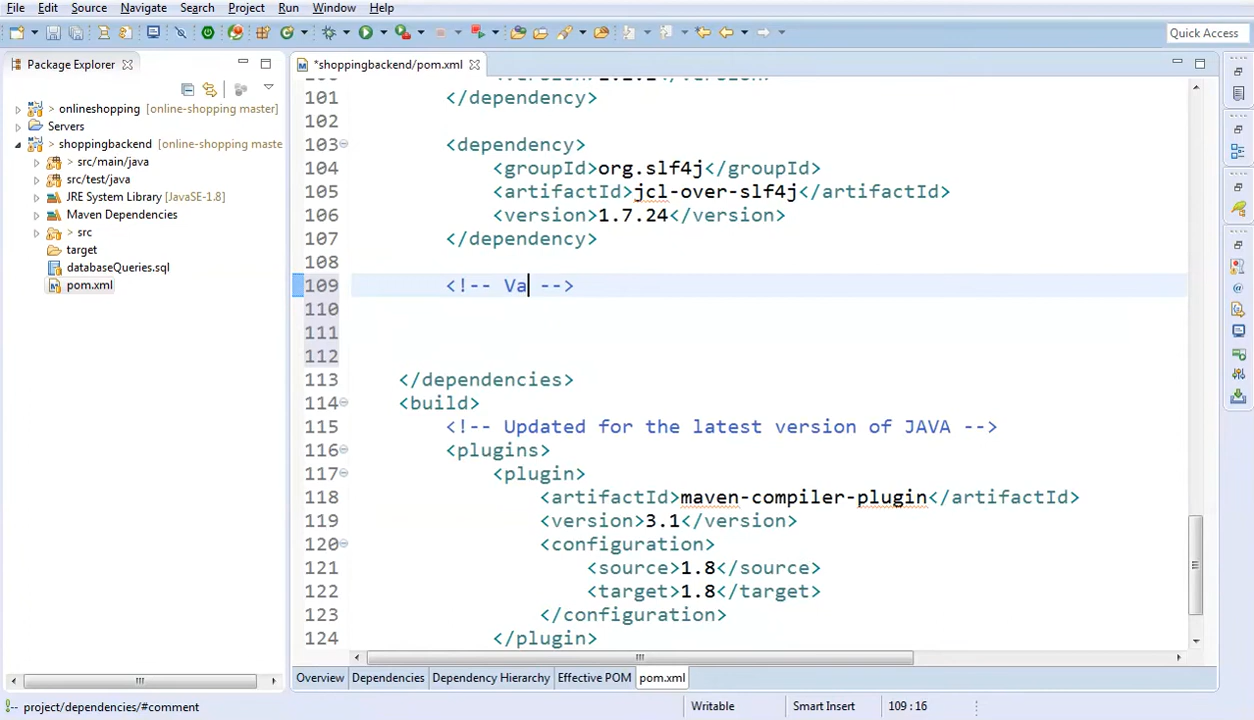 File Edit Source Navigate Search Project Run Window Help
Quick Access
Package Explorer
*shoppingbackend/pom.xml
> onlineshopping [online-shopping master]
Servers
> shoppingbackend [online-shopping maste
> src/main/java
src/test/java
JRE System Library [JavaSE-1.8]
Maven Dependencies
> src
target
databaseQueries.sql
pom.xml
101 </dependency>
102
103 <dependency>
104 <groupId>org.slf4j</groupId>
105 <artifactId>jcl-over-slf4j</artifactId>
106 <version>1.7.24</version>
107 </dependency>
108
109 <!-- Va -->
110
111
112
113 </dependencies>
114 <build>
115 <!-- Updated for the latest version of JAVA -->
116 <plugins>
117 <plugin>
118 <artifactId>maven-compiler-plugin</artifactId>
119 <version>3.1</version>
120 <configuration>
121 <source>1.8</source>
122 <target>1.8</target>
123 </configuration>
124 </plugin>
Overview Dependencies Dependency Hierarchy Effective POM pom.xml
project/dependencies/#comment Writable Smart Insert 109 : 16